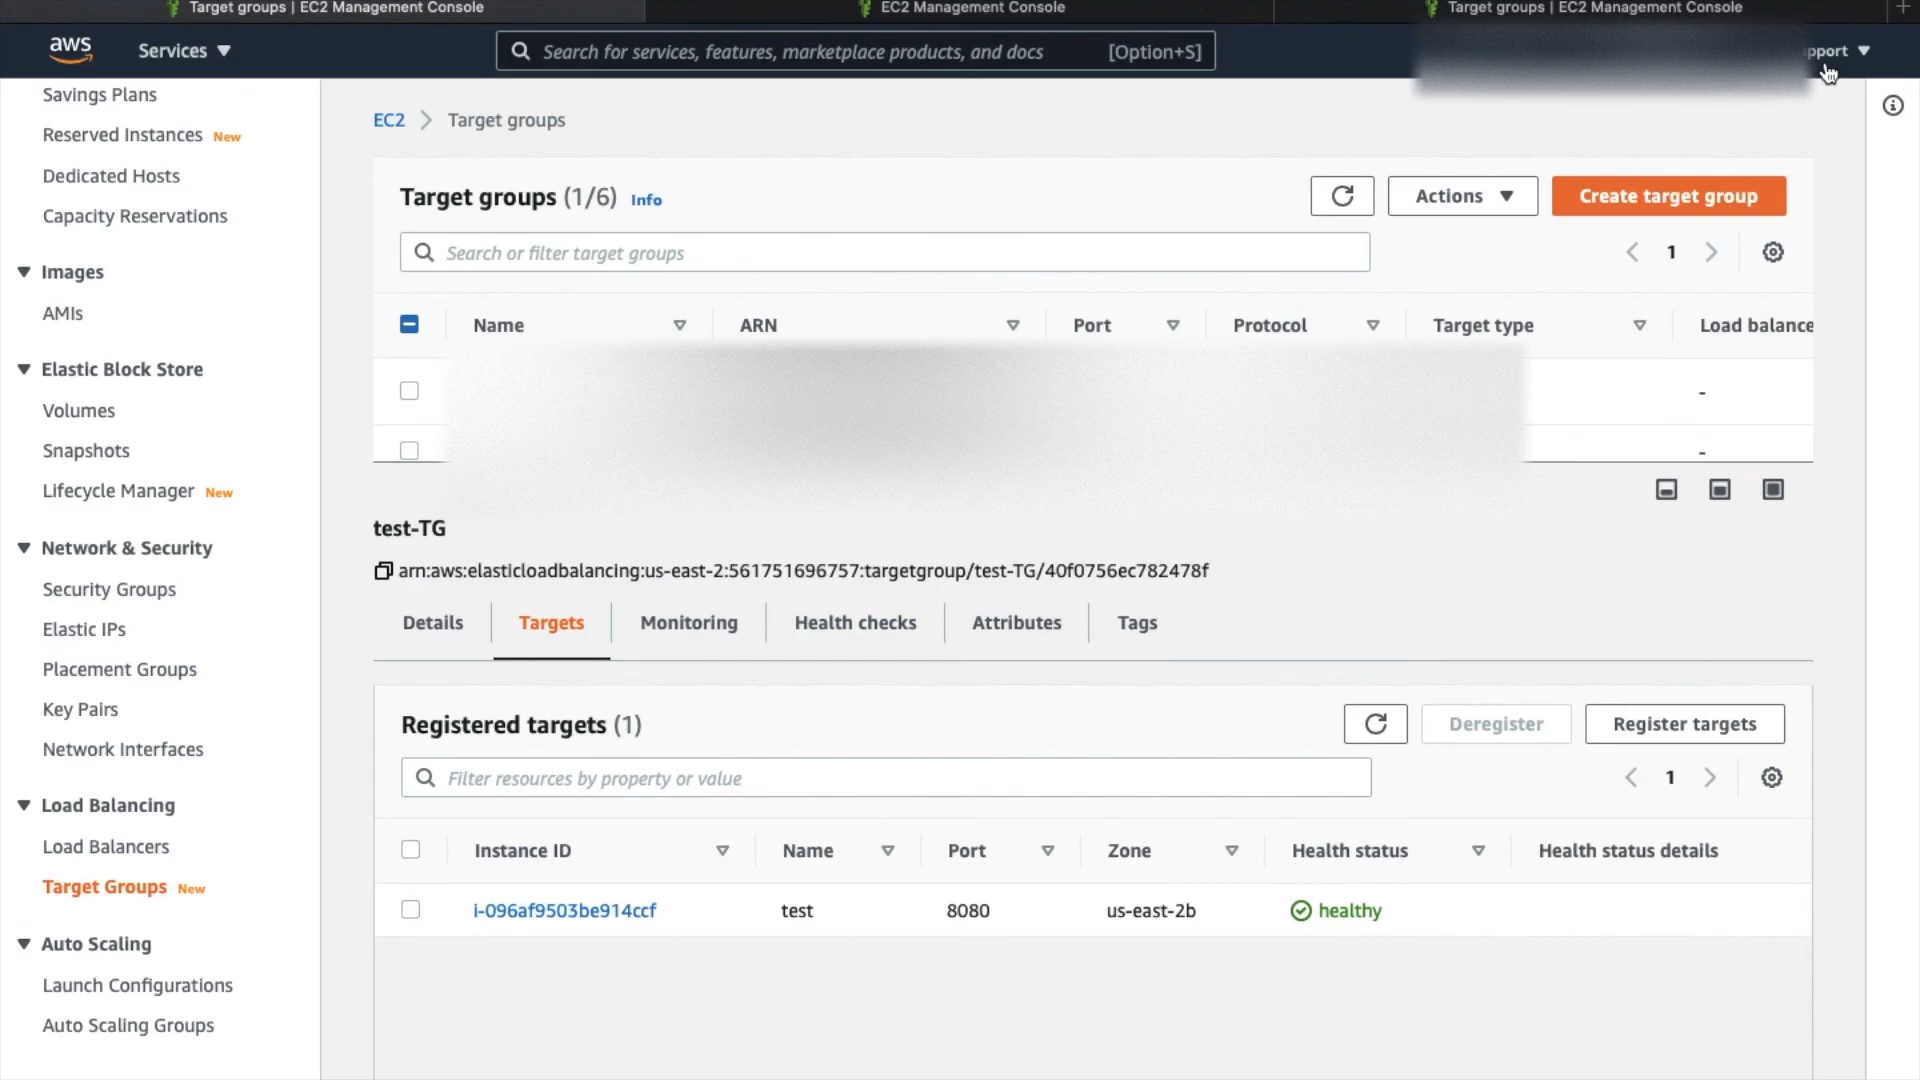 Target groups | EC2 Management Console
EC2 Management Console
Target groups | EC2 Management Console
aws
Services
Search for services, features, marketplace products, and docs
[Option+S]
Savings Plans
Reserved Instances New
Dedicated Hosts
Capacity Reservations
Images
AMIs
Elastic Block Store
Volumes
Snapshots
Lifecycle Manager New
Network & Security
Security Groups
Elastic IPs
Placement Groups
Key Pairs
Network Interfaces
Load Balancing
Load Balancers
Target Groups New
Auto Scaling
Launch Configurations
Auto Scaling Groups
EC2 > Target groups
Target groups (1/6) Info
Actions
Create target group
Search or filter target groups
1
Name ARN Port Protocol Target type Load balance
-
-
test-TG
arn:aws:elasticloadbalancing:us-east-2:561751696757:targetgroup/test-TG/40f0756ec782478f
Details Targets Monitoring Health checks Attributes Tags
Registered targets (1)
Deregister
Register targets
Filter resources by property or value
1
Instance ID Name Port Zone Health status Health status details
i-096af9503be914ccf test 8080 us-east-2b healthy